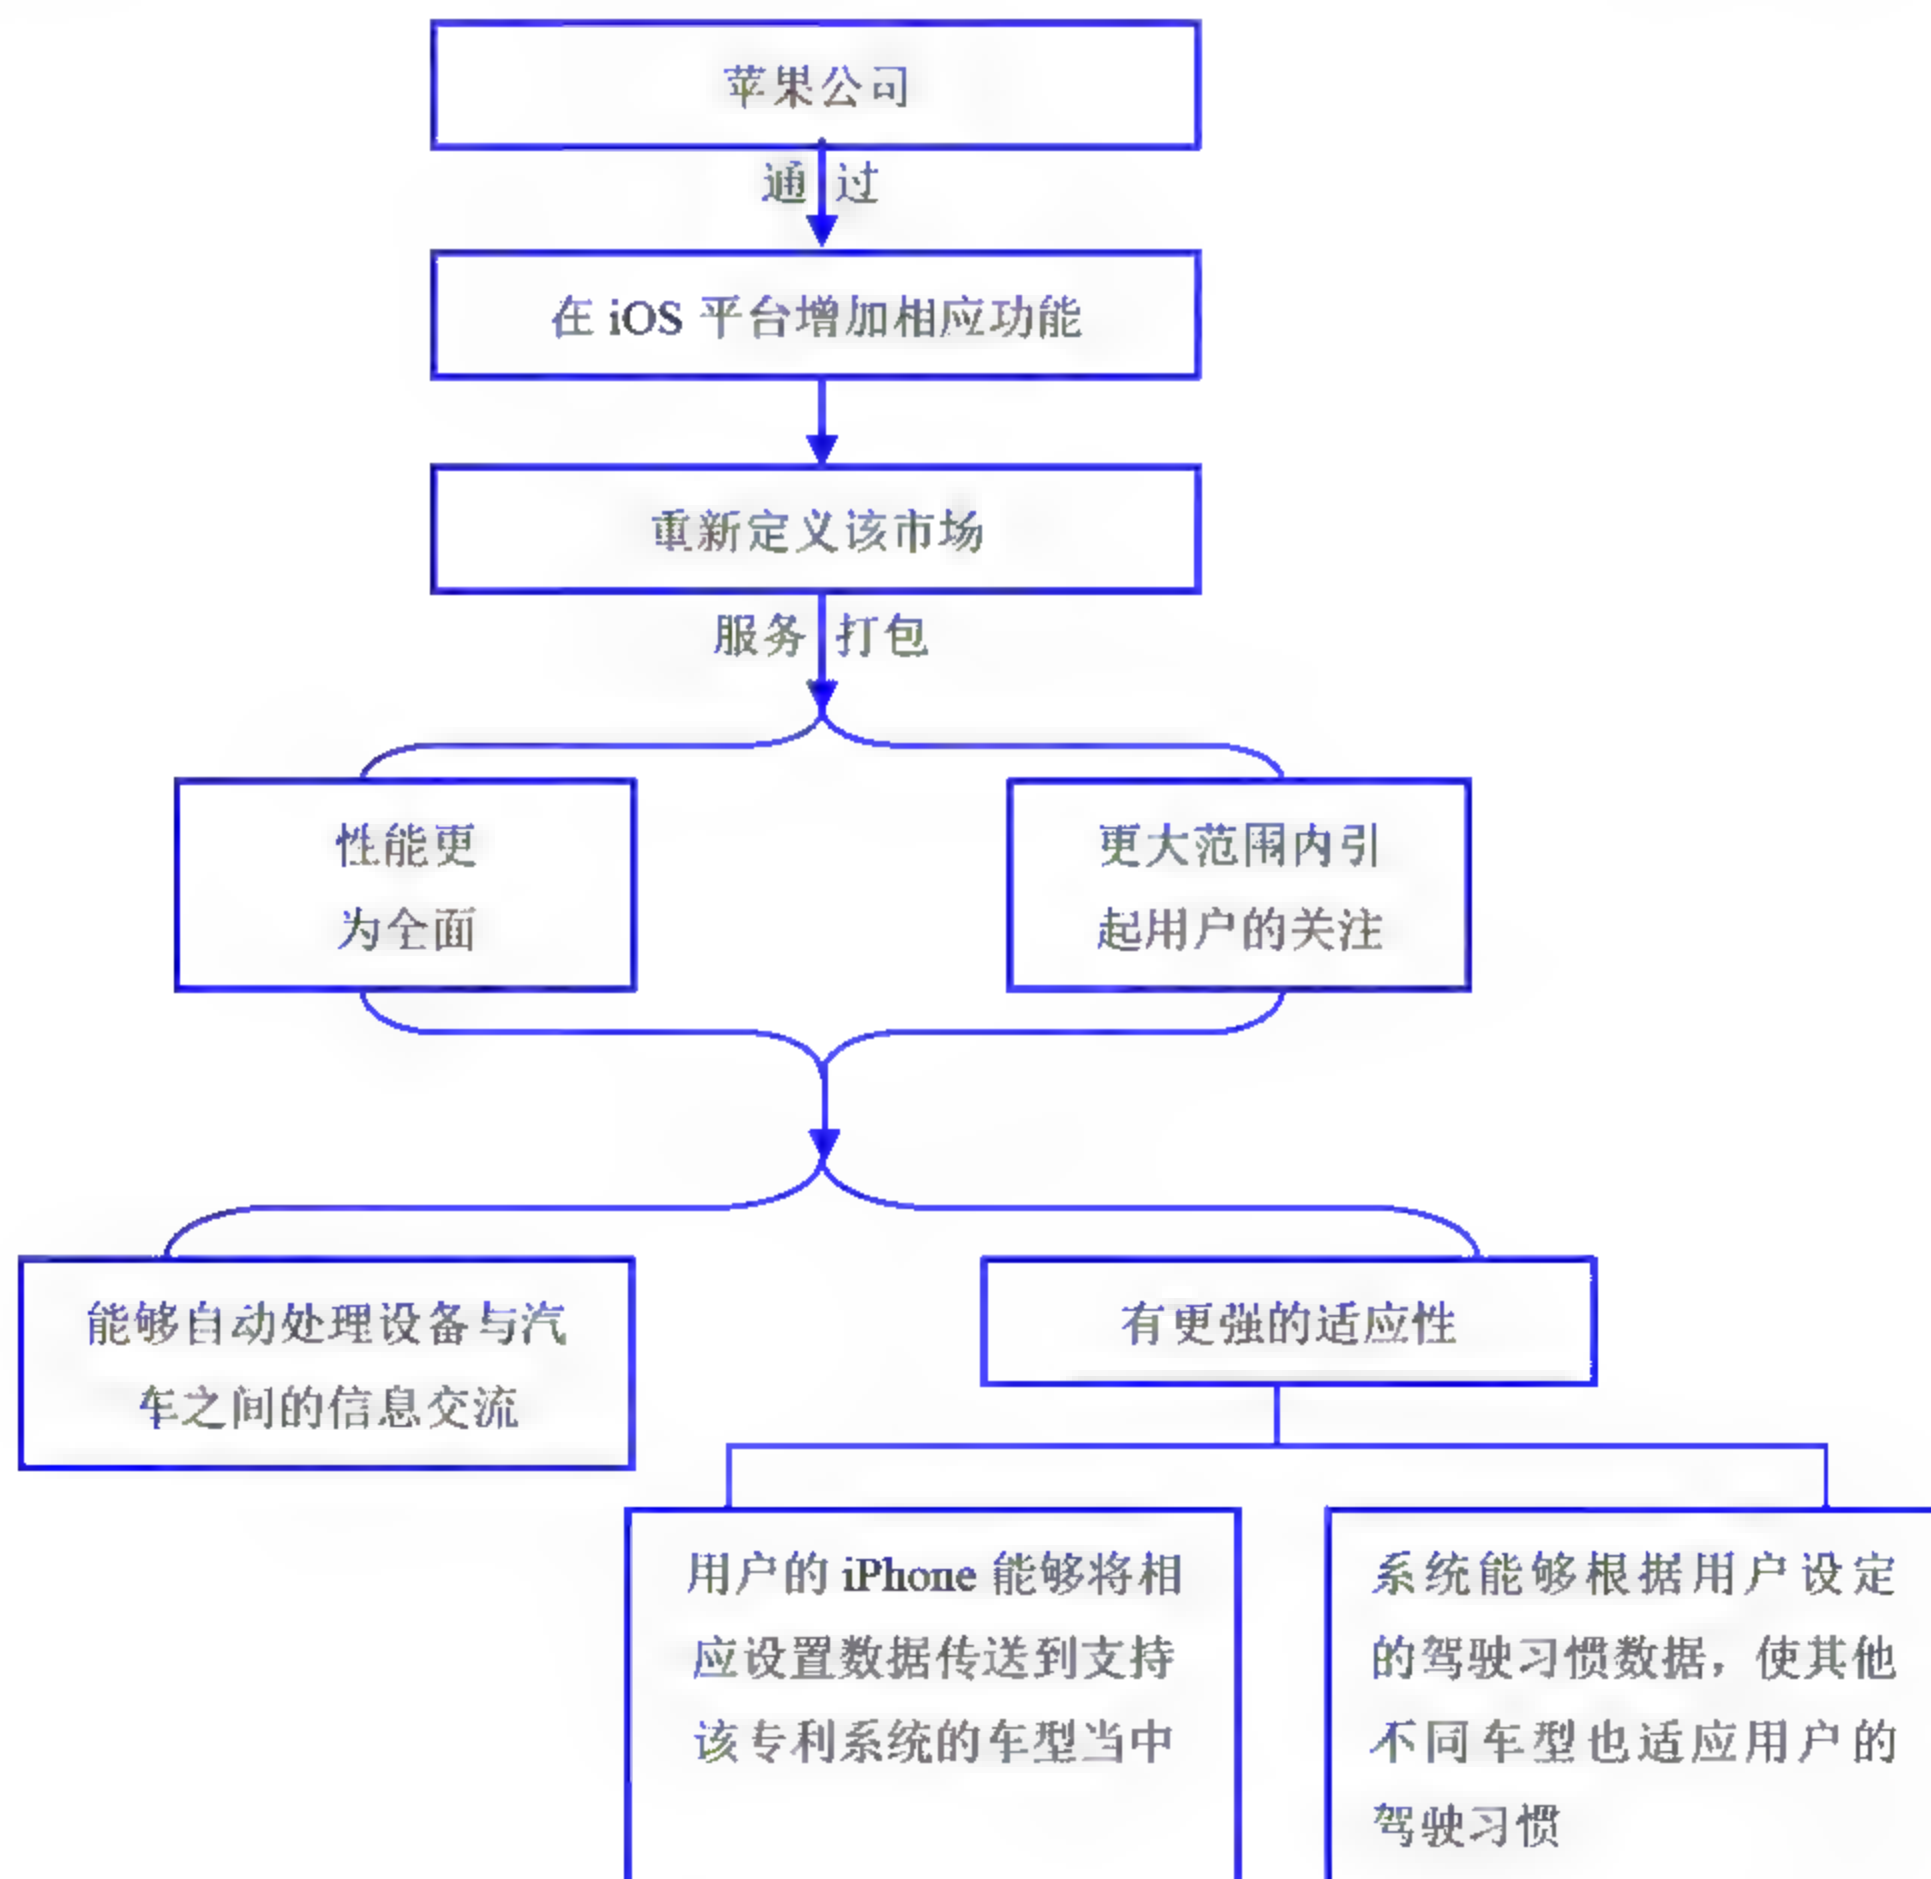 苹果公司
通过
在 iOS 平台增加相应功能
重新定义该市场
服务打包
性能更
为全面
更大范围内引
起用户的关注
能够自动处理设备与汽
车之间的信息交流
有更强的适应性
用户的 iPhone 能够将相
应设置数据传送到支持
该专利系统的车型当中
系统能够根据用户设定
的驾驶习惯数据，使其他
不同车型也适应用户的
驾驶习惯